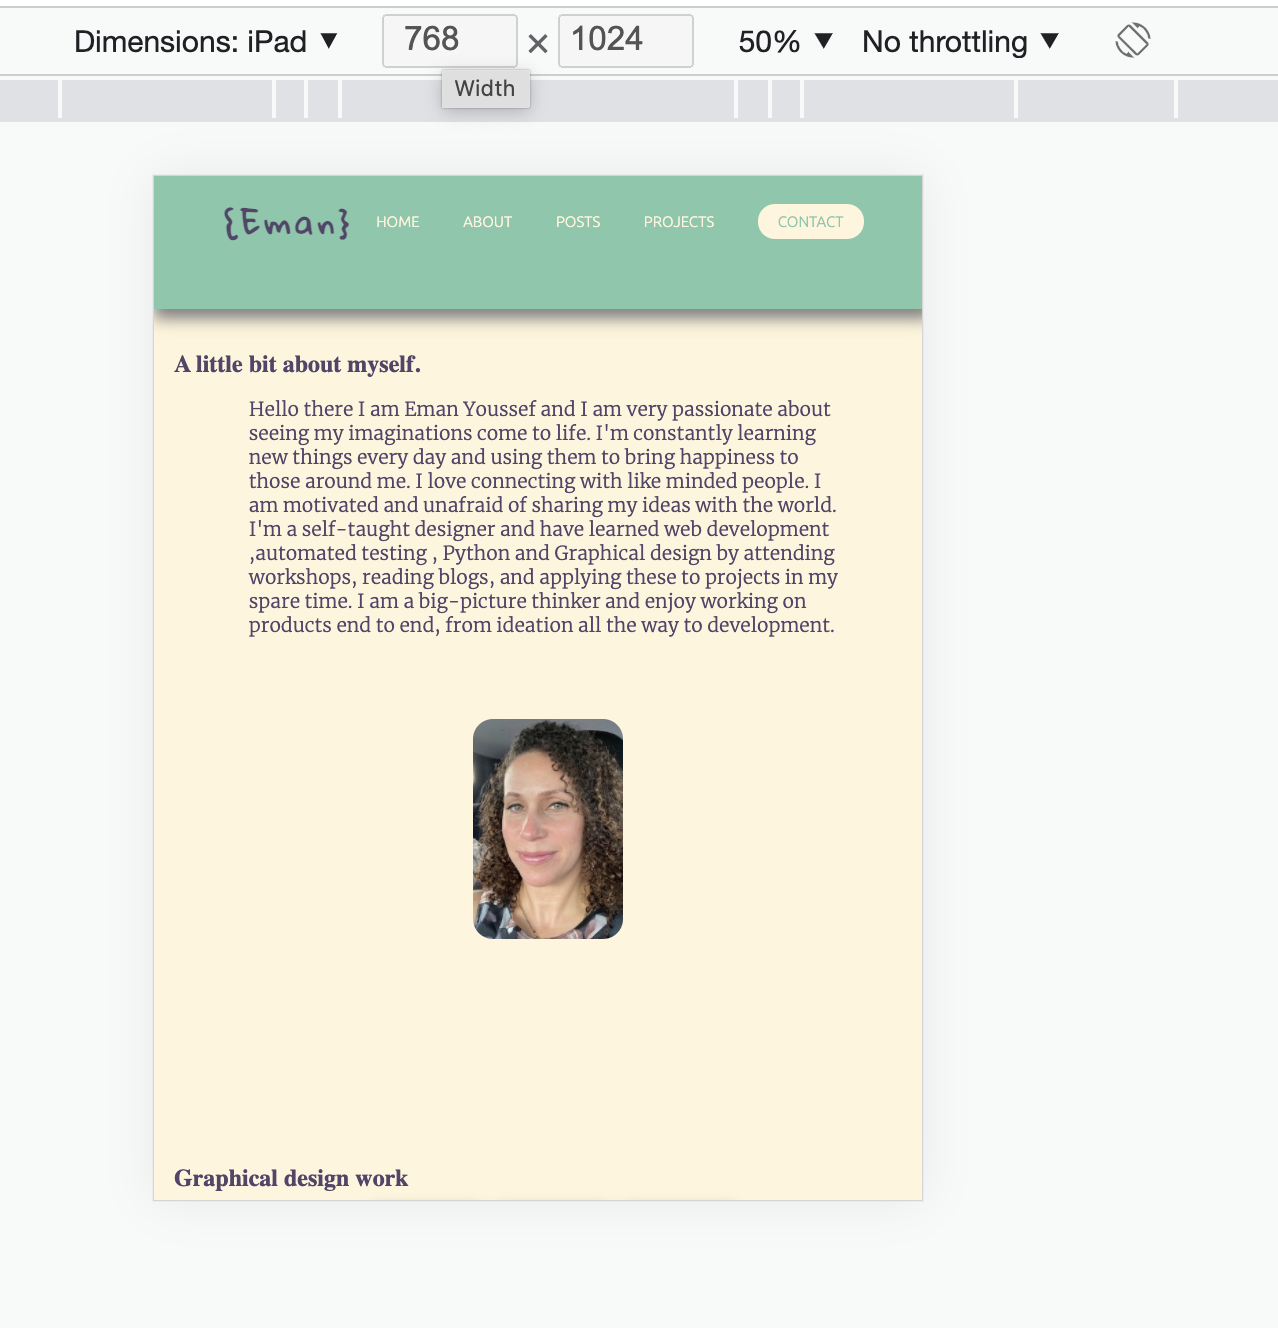 Dimensions: iPad ▼ 768 × 1024 50% ▼ No throttling ▼
Width
{Eman} HOME ABOUT POSTS PROJECTS CONTACT
A little bit about myself.
Hello there I am Eman Youssef and I am very passionate about
seeing my imaginations come to life. I'm constantly learning
new things every day and using them to bring happiness to
those around me. I love connecting with like minded people. I
am motivated and unafraid of sharing my ideas with the world.
I'm a self-taught designer and have learned web development
,automated testing , Python and Graphical design by attending
workshops, reading blogs, and applying these to projects in my
spare time. I am a big-picture thinker and enjoy working on
products end to end, from ideation all the way to development.
Graphical design work